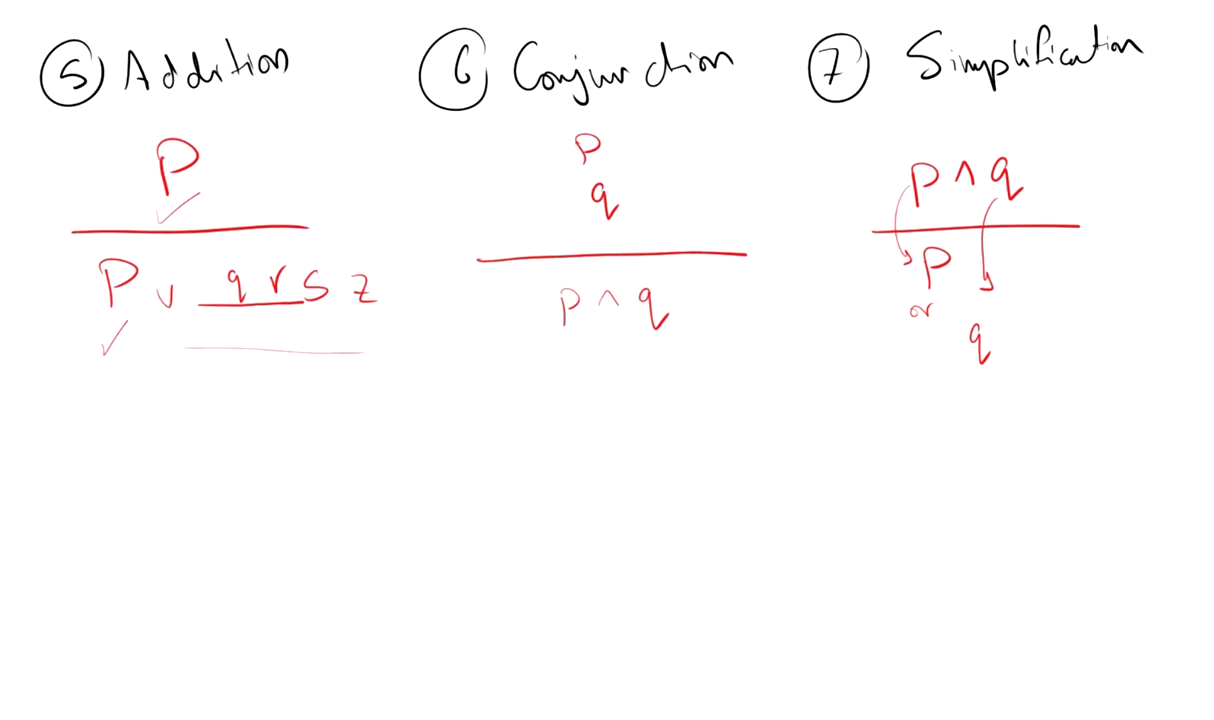 5 Addition
P
P ∨ q r s z
6 Conjunction
p
q
p ∧ q
7 Simplification
p ∧ q
p
or
q